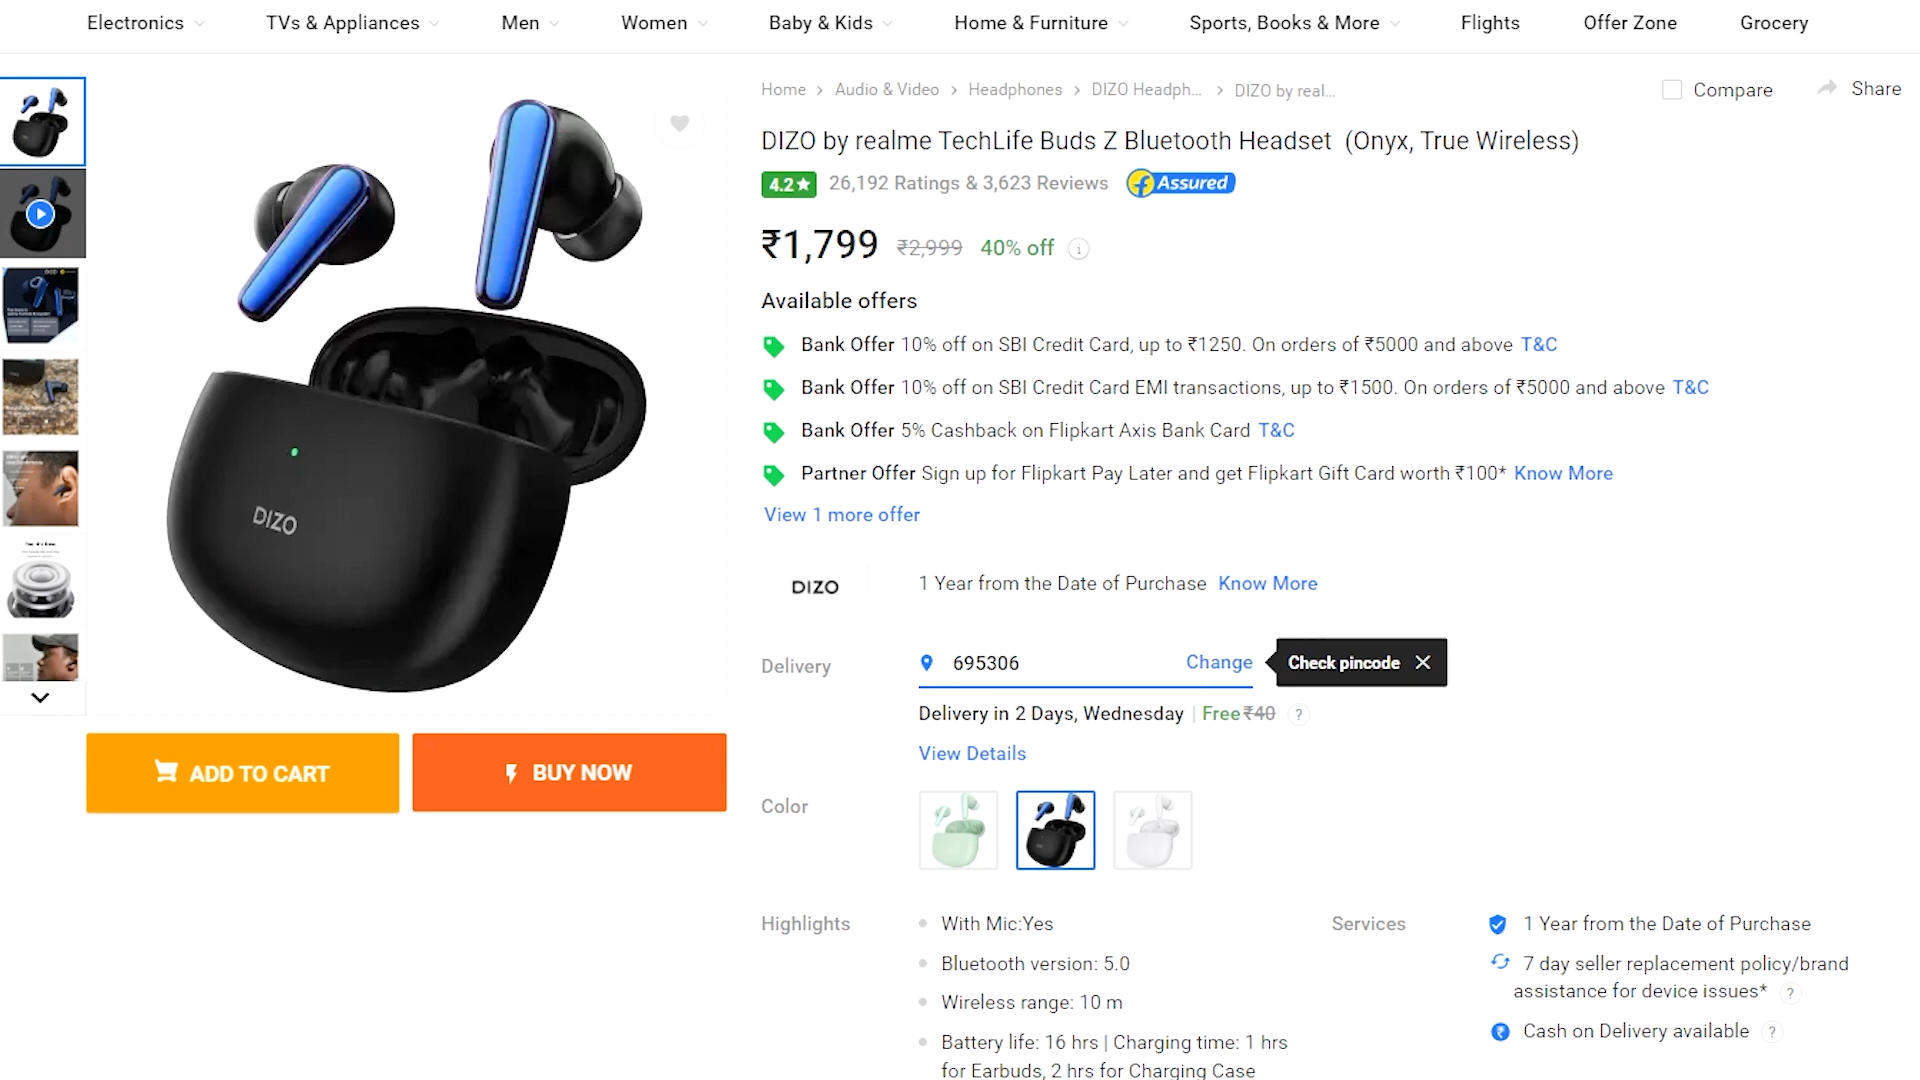 Electronics
TVs & Appliances
Men
Women
Baby & Kids
Home & Furniture
Sports, Books & More
Flights
Offer Zone
Grocery
Home > Audio & Video > Headphones > DIZO Headph... > DIZO by real...
Compare
Share
DIZO by realme TechLife Buds Z Bluetooth Headset (Onyx, True Wireless)
4.2★ 26,192 Ratings & 3,623 Reviews
f Assured
₹1,799 ₹2,999 40% off i
Available offers
Bank Offer 10% off on SBI Credit Card, up to ₹1250. On orders of ₹5000 and above T&C
Bank Offer 10% off on SBI Credit Card EMI transactions, up to ₹1500. On orders of ₹5000 and above T&C
Bank Offer 5% Cashback on Flipkart Axis Bank Card T&C
Partner Offer Sign up for Flipkart Pay Later and get Flipkart Gift Card worth ₹100* Know More
View 1 more offer
DIZO
DIZO
1 Year from the Date of Purchase Know More
Delivery
695306
Change
Check pincode
Delivery in 2 Days, Wednesday | Free ₹40 ?
View Details
ADD TO CART
BUY NOW
Color
Highlights
With Mic:Yes
Bluetooth version: 5.0
Wireless range: 10 m
Battery life: 16 hrs | Charging time: 1 hrs
for Earbuds, 2 hrs for Charging Case
Services
1 Year from the Date of Purchase
7 day seller replacement policy/brand
assistance for device issues* ?
Cash on Delivery available ?